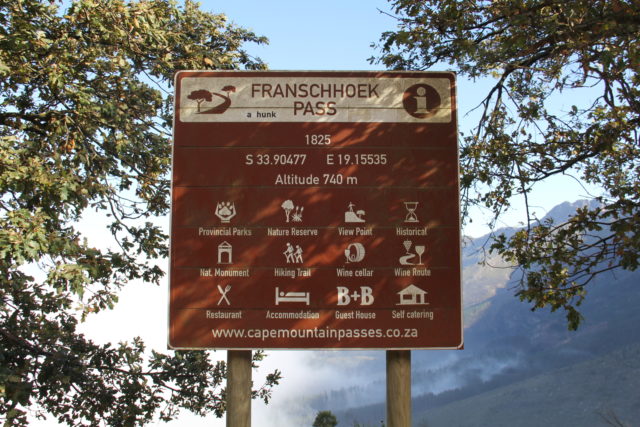 FRANSCHHOEK
PASS
a hunk
i
1825
S 33.90477 E 19.15535
Altitude 740 m
Provincial Parks Nature Reserve View Point Historical
Nat. Monument Hiking Trail Wine cellar Wine Route
B+B
Restaurant Accommodation Guest House Self catering
www.capemountainpasses.co.za